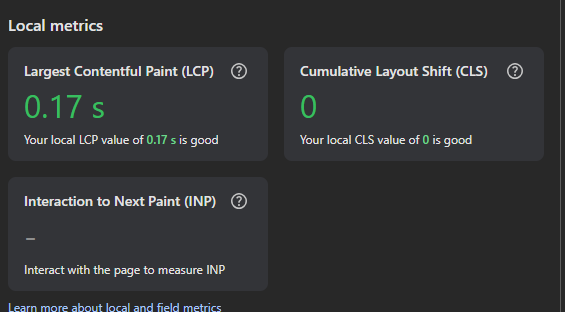 Local metrics
Largest Contentful Paint (LCP)
0.17 s
Your local LCP value of 0.17 s is good
Cumulative Layout Shift (CLS)
0
Your local CLS value of 0 is good
Interaction to Next Paint (INP)
-
Interact with the page to measure INP
Learn more about local and field metrics